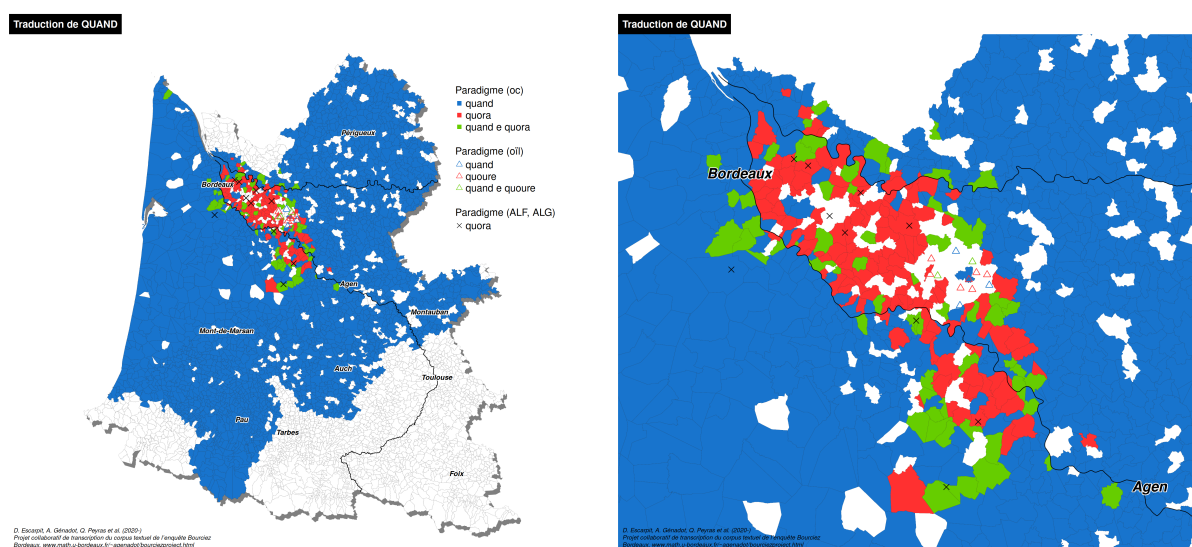 Traduction de QUAND
Paradigme (oc)
quand
quora
quand e quora
Paradigme (oïl)
quand
quoure
quand e quoure
Paradigme (ALF, ALG)
quora
Périgueux
Bordeaux
Agen
Montauban
Mont-de-Marsan
Auch
Toulouse
Pau
Tarbes
Foix
D. Escarpit, A. Génadot, O. Peyras et al. (2020-)
Projet collaboratif de transcription du corpus textuel de l'enquête Bourciez
Bordeaux. www.math.u-bordeaux.fr/~agenadot/bourciezproject.html
Traduction de QUAND
Bordeaux
Agen
D. Escarpit, A. Génadot, O. Peyras et al. (2020-)
Projet collaboratif de transcription du corpus textuel de l'enquête Bourciez
Bordeaux. www.math.u-bordeaux.fr/~agenadot/bourciezproject.html